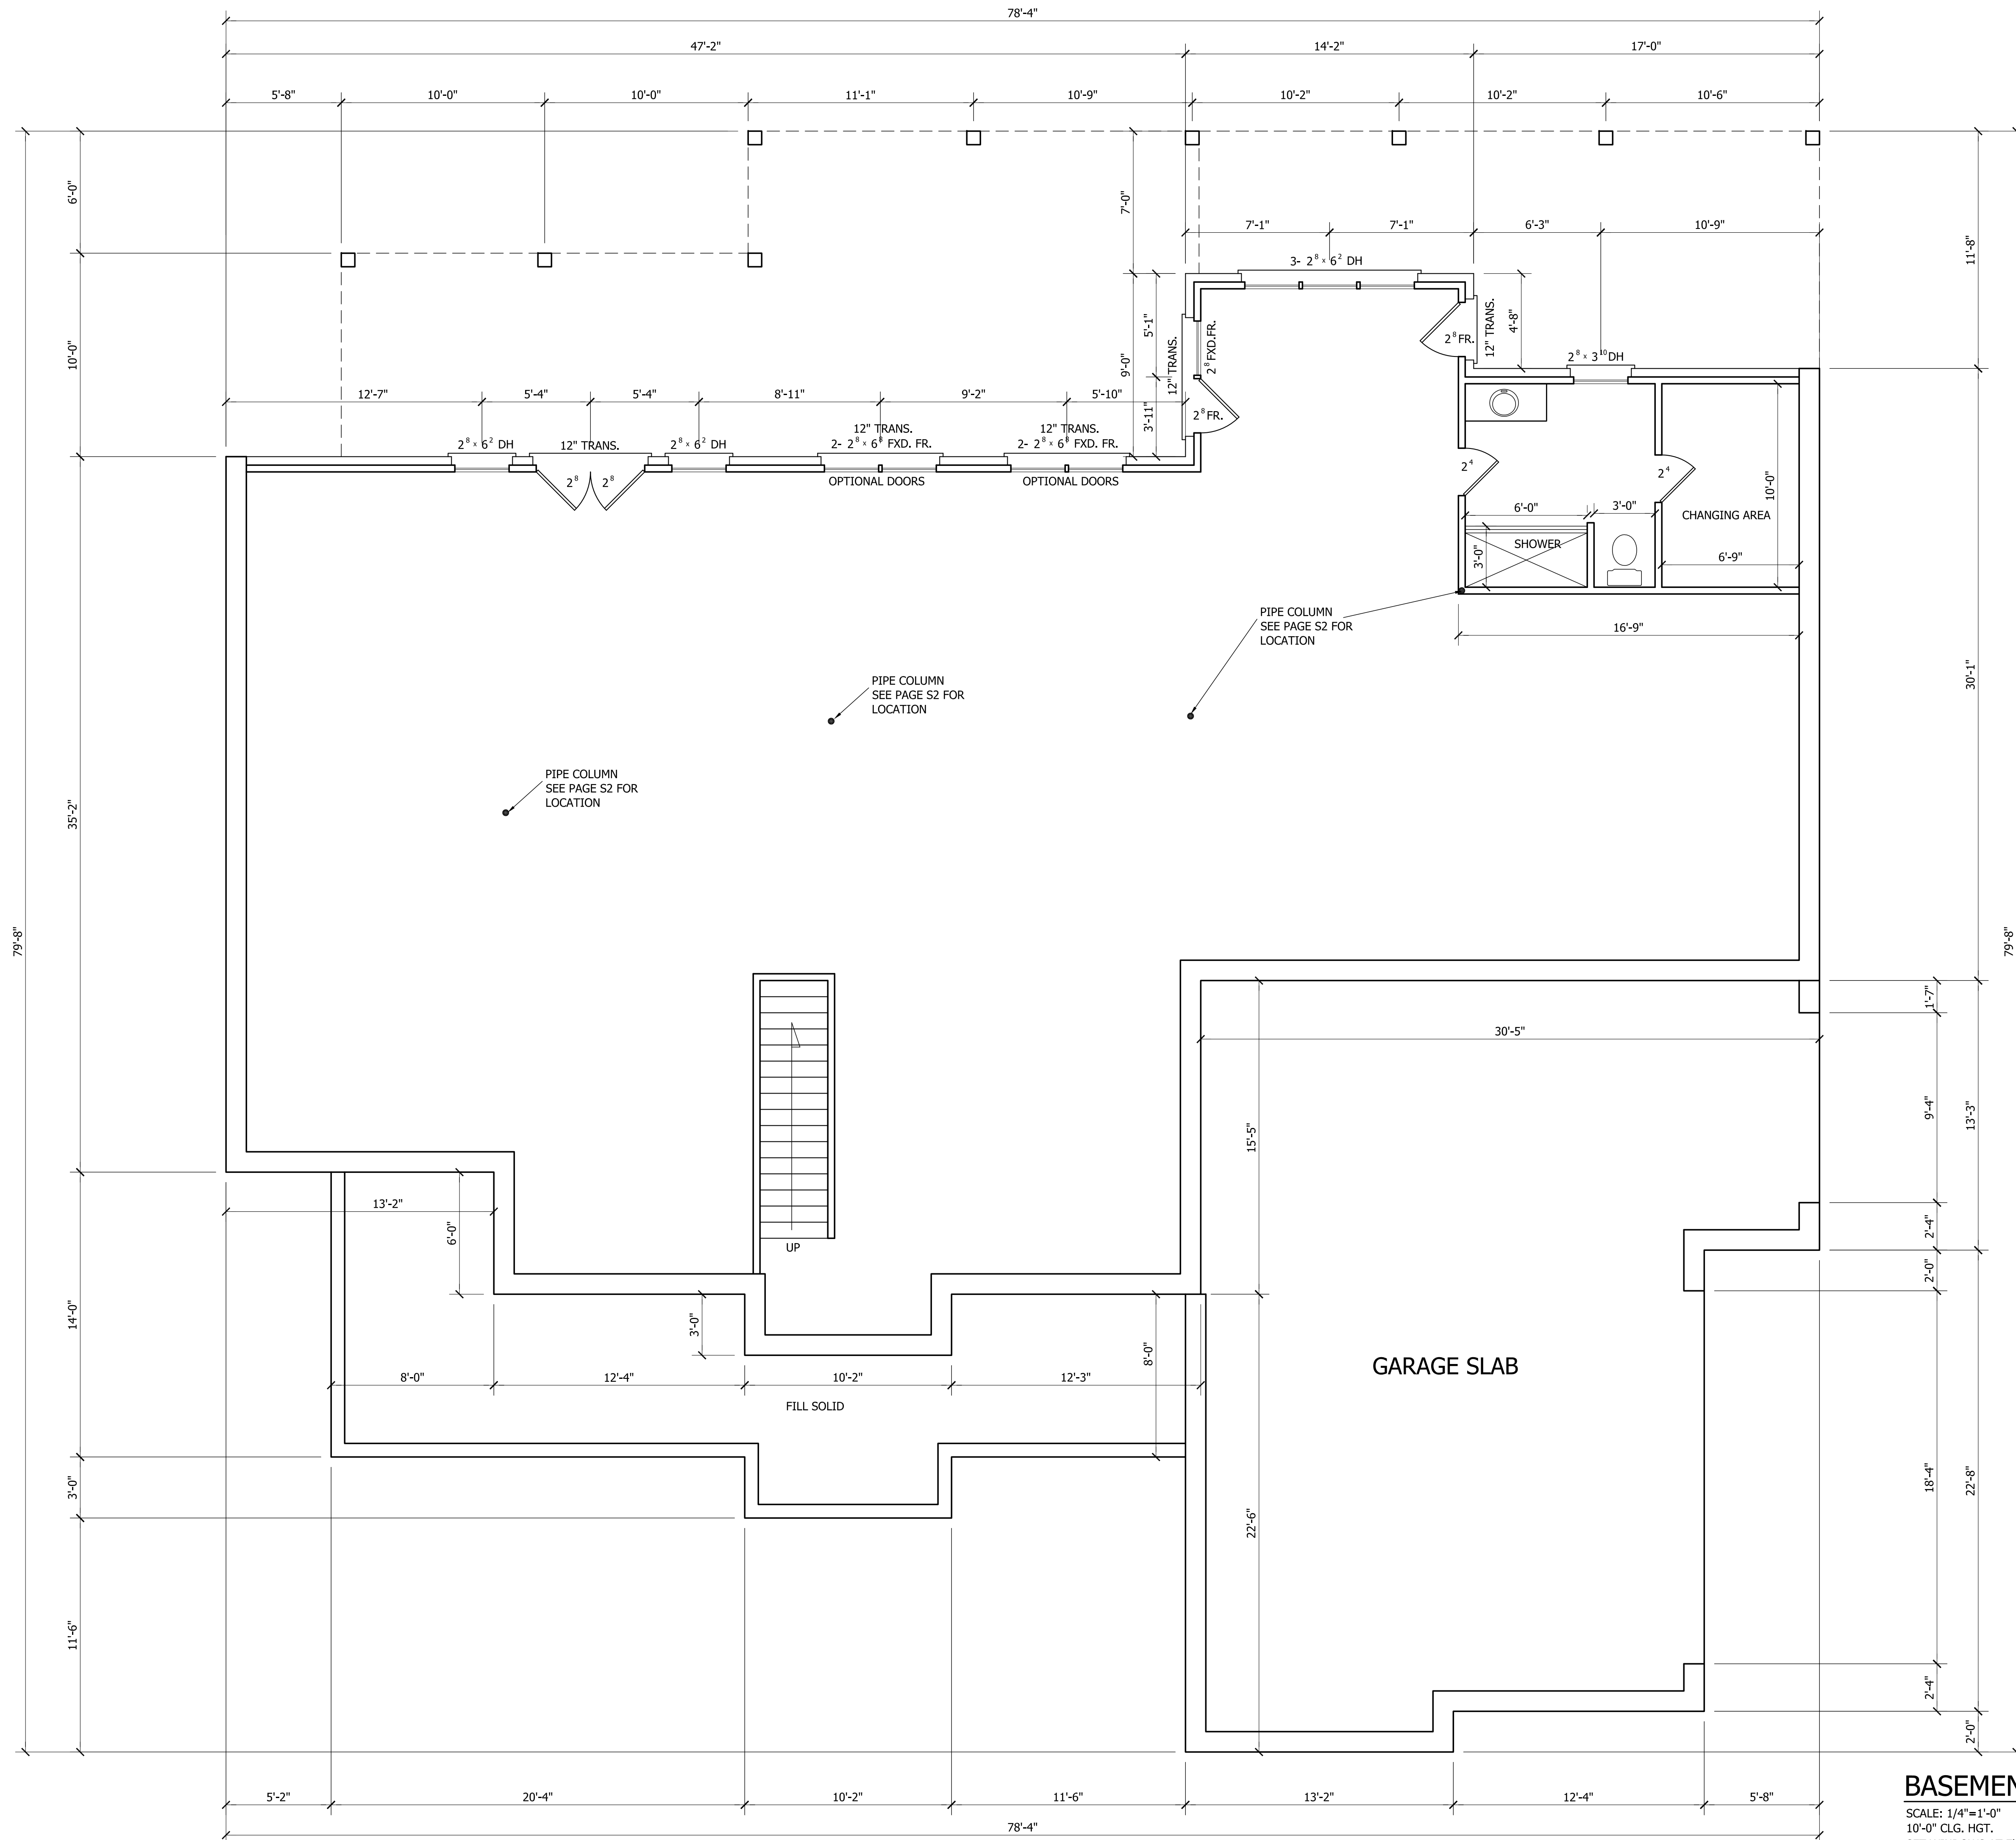 78'-4"
47'-2" 14'-2" 17'-0"
5'-8" 10'-0" 10'-0" 11'-1" 10'-9" 10'-2" 10'-2" 10'-6"
6'-0"
7'-0"
11'-8"
7'-1" 7'-1" 6'-3" 10'-9"
3- 2⁸ x 6² DH
10'-0"
9'-0"
5'-1"
3'-11"
12" TRANS.
2⁸ FXD.FR.
2⁸ FR.
2⁸ FR.
12" TRANS.
4'-8"
2⁸ x 3¹⁰ DH
12'-7" 5'-4" 5'-4" 8'-11" 9'-2" 5'-10"
2⁸ x 6² DH
12" TRANS.
2⁸ x 6² DH
12" TRANS.
2- 2⁸ x 6⁸ FXD. FR.
12" TRANS.
2- 2⁸ x 6⁸ FXD. FR.
2⁸ 2⁸
OPTIONAL DOORS
OPTIONAL DOORS
2⁴
2⁴
10'-0"
6'-0" 3'-0"
CHANGING AREA
SHOWER
3'-0"
6'-9"
PIPE COLUMN
SEE PAGE S2 FOR
LOCATION
16'-9"
PIPE COLUMN
SEE PAGE S2 FOR
LOCATION
30'-1"
PIPE COLUMN
SEE PAGE S2 FOR
LOCATION
35'-2"
79'-8"
79'-8"
1'-7"
30'-5"
9'-4"
13'-3"
15'-5"
13'-2"
6'-0"
UP
2'-4"
2'-0"
14'-0"
3'-0"
8'-0"
GARAGE SLAB
8'-0" 12'-4" 10'-2" 12'-3"
FILL SOLID
3'-0"
18'-4"
22'-8"
22'-6"
11'-6"
2'-4"
2'-0"
5'-2" 20'-4" 10'-2" 11'-6" 13'-2" 12'-4" 5'-8"
78'-4"
SCALE: 1/4"=1'-0"
10'-0" CLG. HGT.